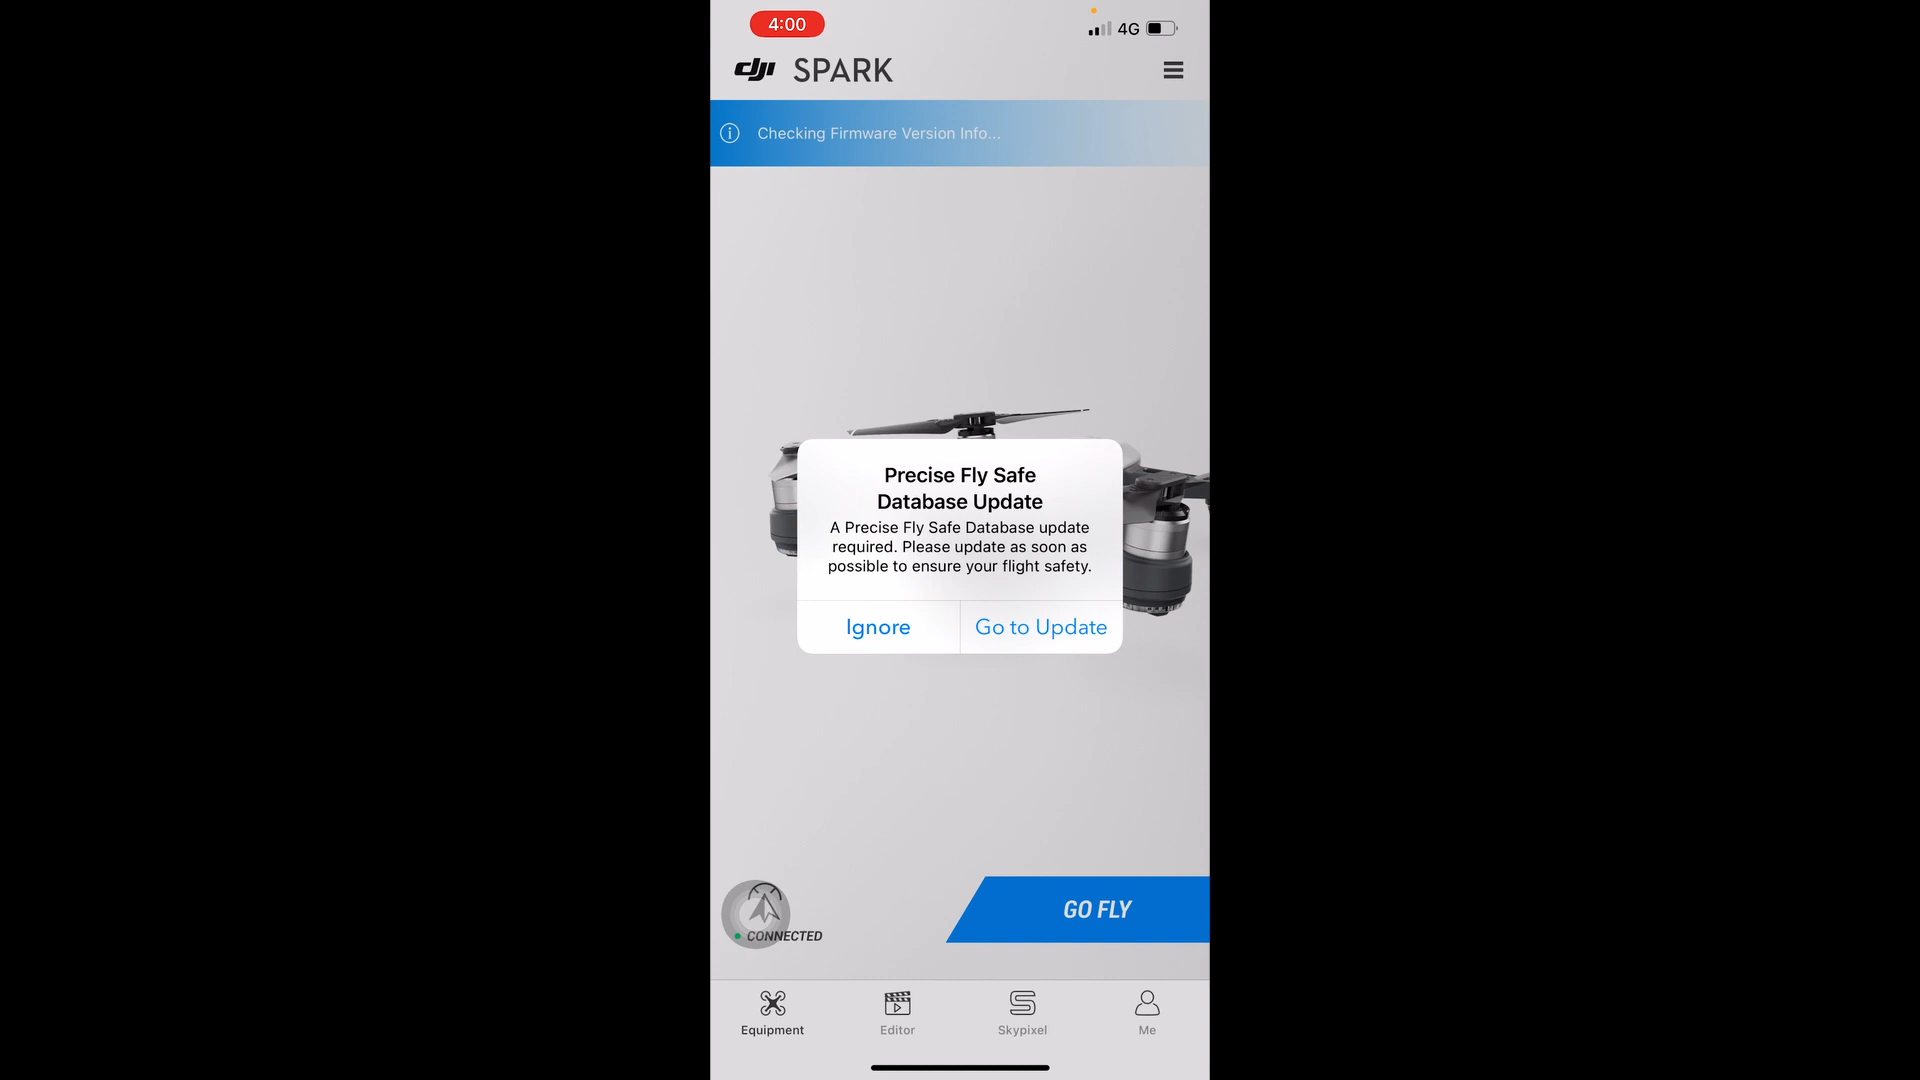 4:00
4G
dji SPARK
Checking Firmware Version Info...
Precise Fly Safe
Database Update
A Precise Fly Safe Database update
required. Please update as soon as
possible to ensure your flight safety.
Ignore
Go to Update
CONNECTED
GO FLY
Equipment
Editor
Skypixel
Me